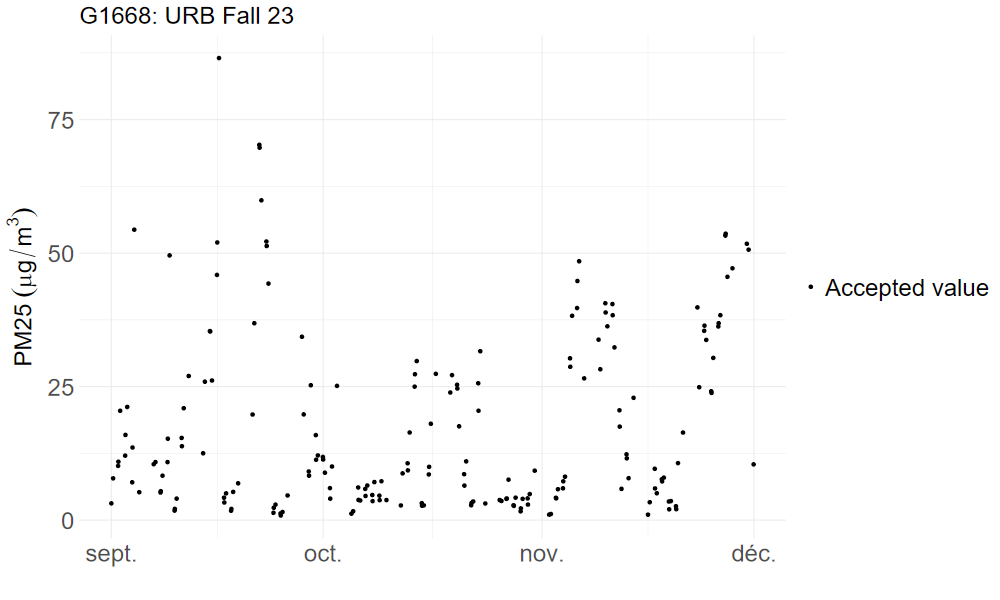 G1668: URB Fall 23
75
50
25
0
PM25 (μg/m³)
sept.
oct.
nov.
déc.
Accepted value